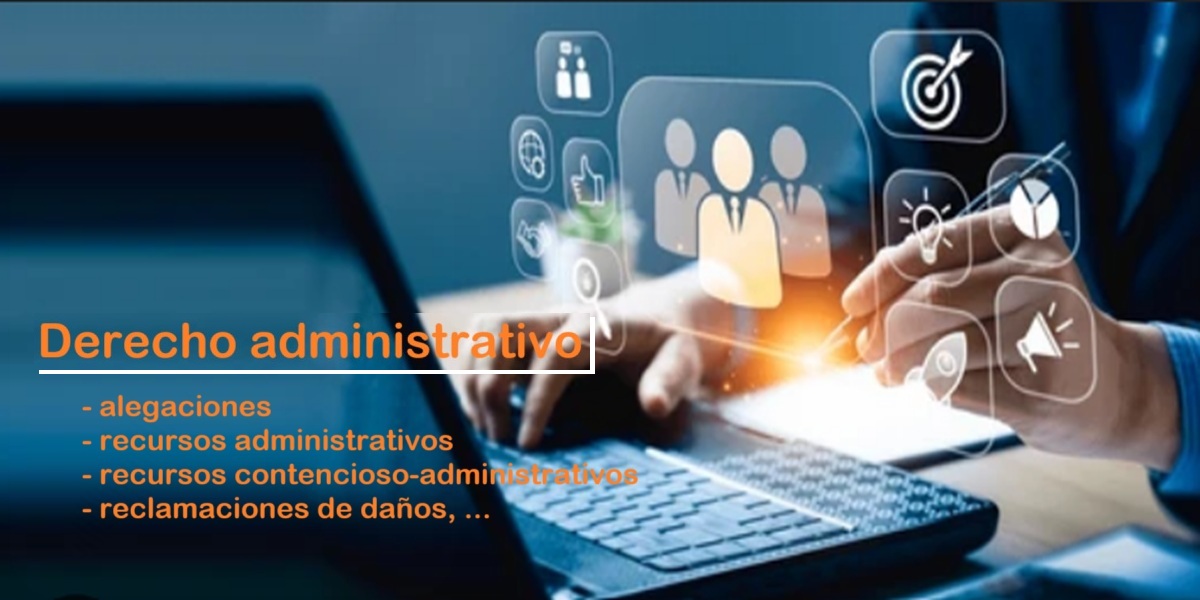 Derecho administrativo
- alegaciones
- recursos administrativos
- recursos contencioso-administrativos
- reclamaciones de daños, ...